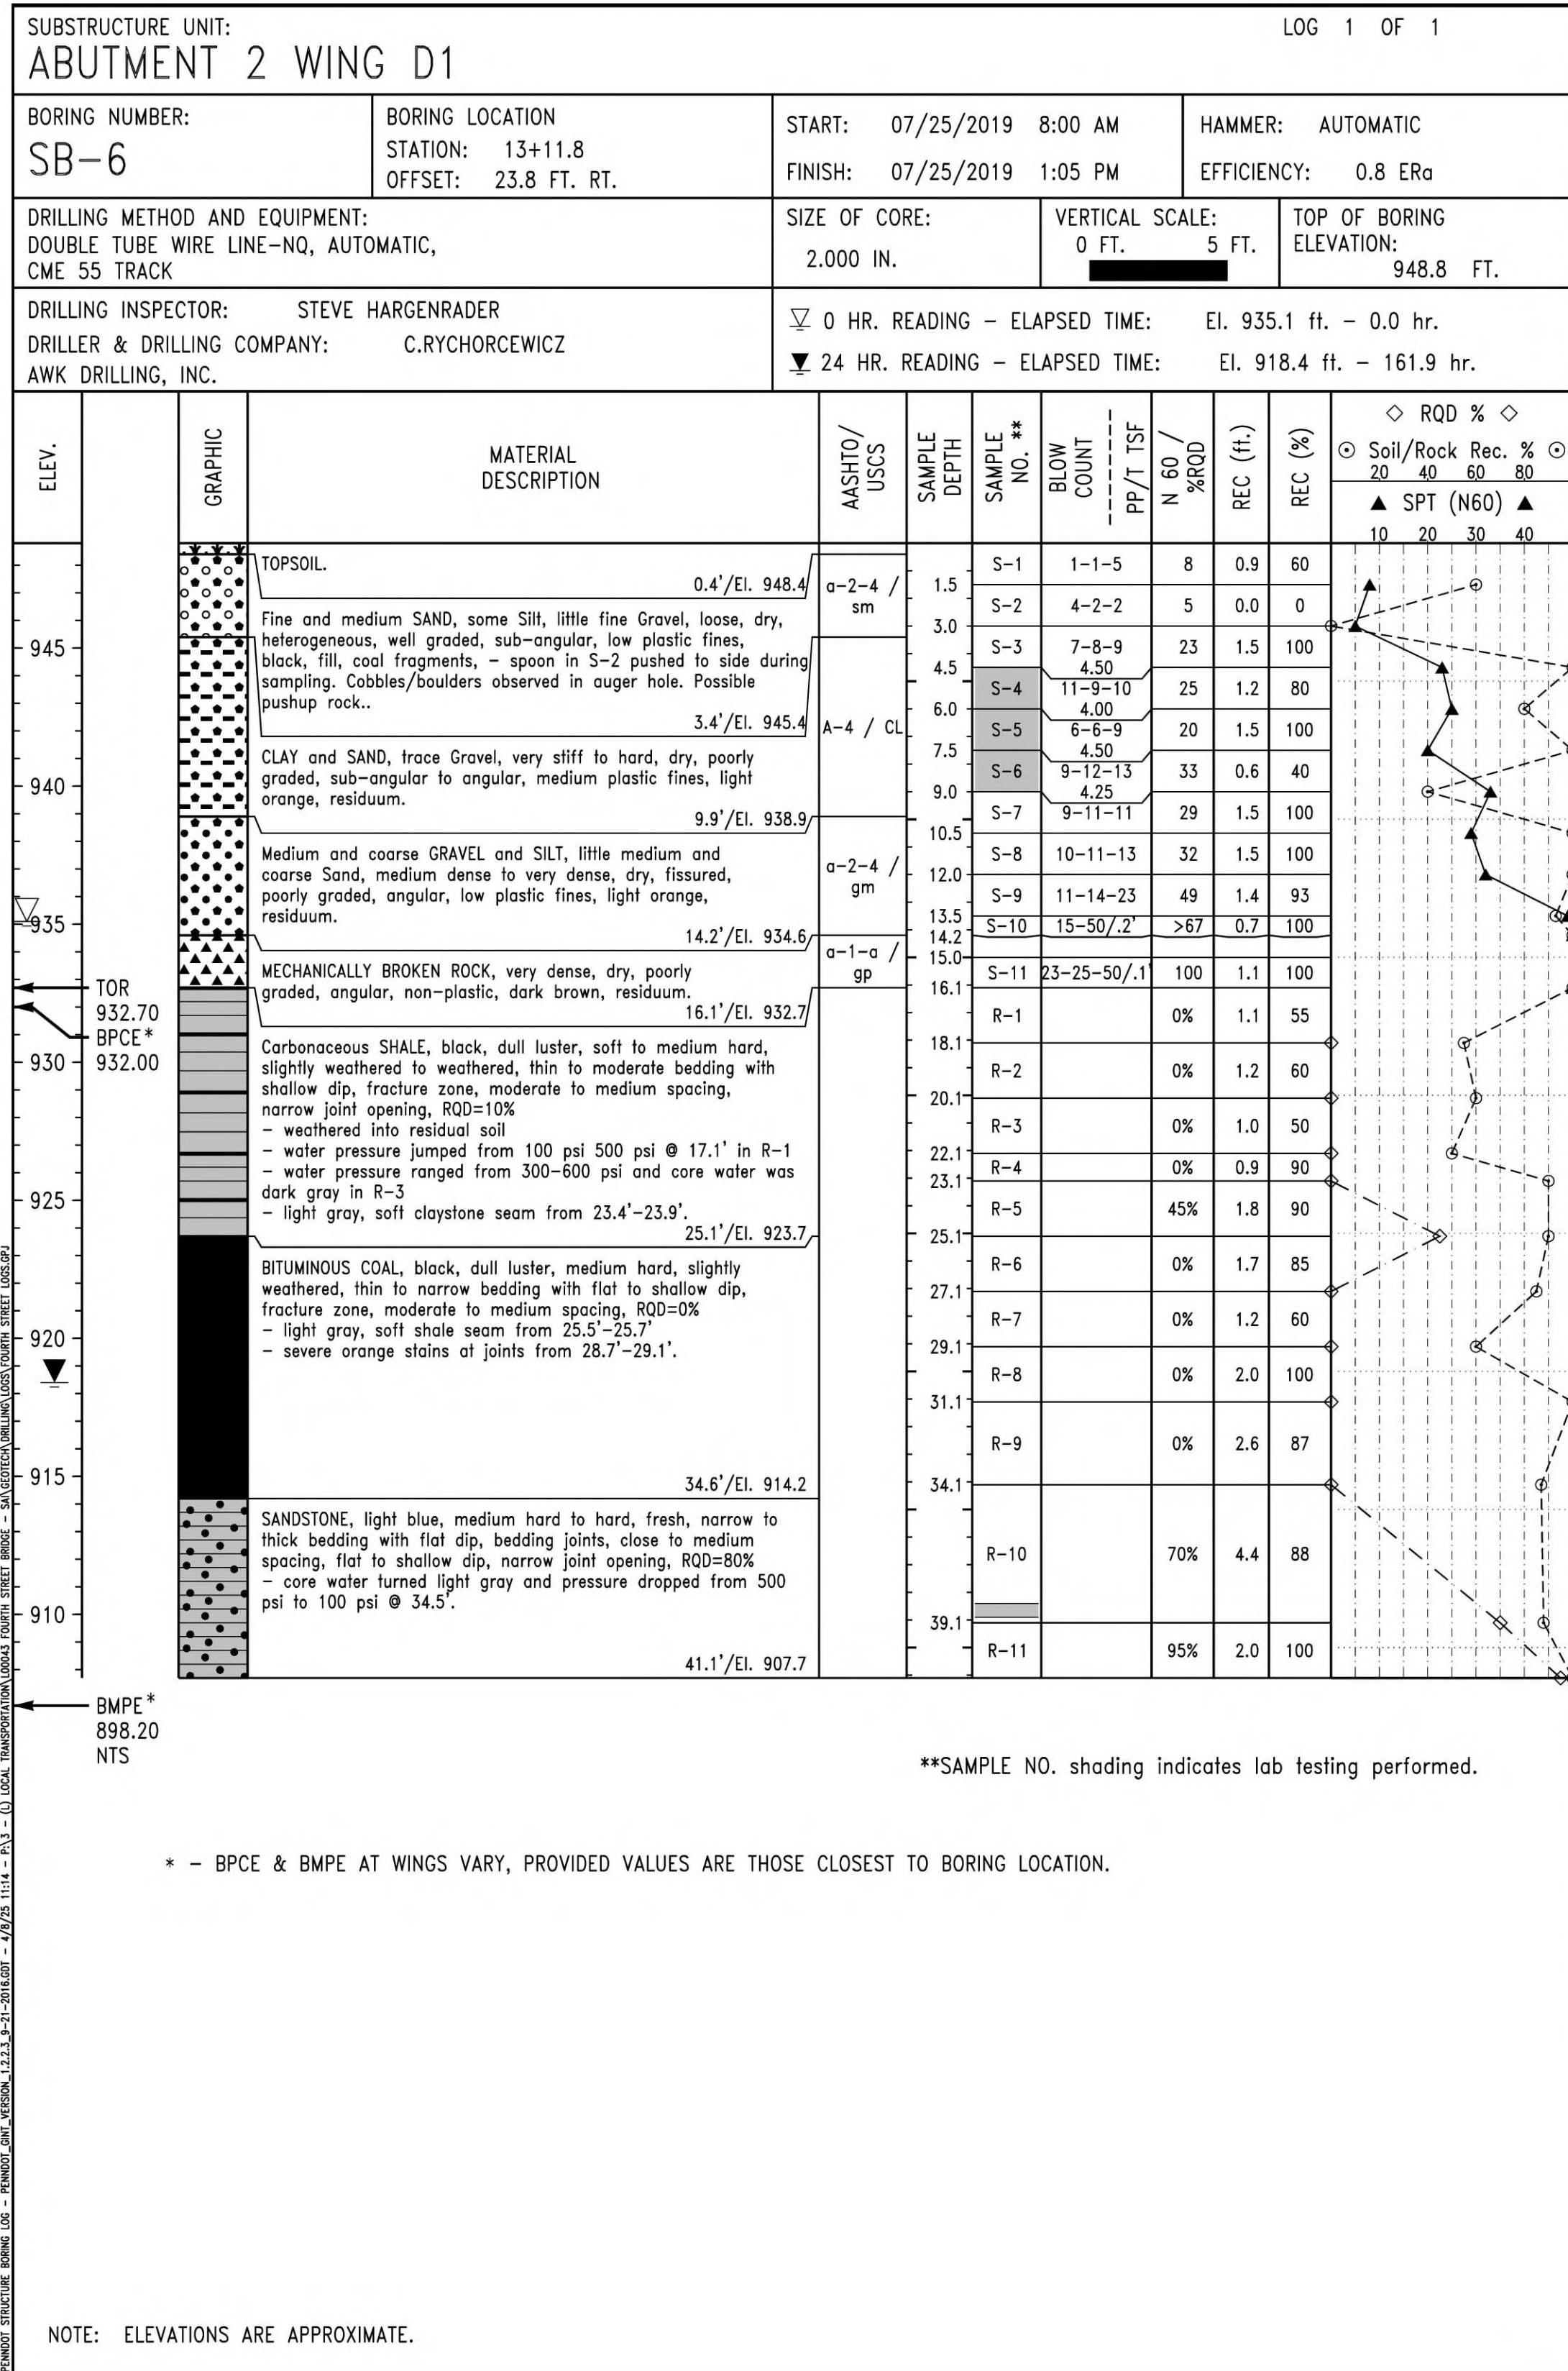 SUBSTRUCTURE UNIT:
ABUTMENT 2 WING D1
LOG 1 OF 1
BORING NUMBER:
SB-6
BORING LOCATION
STATION: 13+11.8
OFFSET: 23.8 FT. RT.
START: 07/25/2019 8:00 AM
FINISH: 07/25/2019 1:05 PM
HAMMER: AUTOMATIC
EFFICIENCY: 0.8 ERa
DRILLING METHOD AND EQUIPMENT:
DOUBLE TUBE WIRE LINE-NQ, AUTOMATIC,
CME 55 TRACK
SIZE OF CORE:
2.000 IN.
VERTICAL SCALE:
0 FT. 5 FT.
TOP OF BORING
ELEVATION:
948.8 FT.
DRILLING INSPECTOR: STEVE HARGENRADER
DRILLER & DRILLING COMPANY: C.RYCHORCEWICZ
AWK DRILLING, INC.
0 HR. READING - ELAPSED TIME: El. 935.1 ft. - 0.0 hr.
24 HR. READING - ELAPSED TIME: El. 918.4 ft. - 161.9 hr.
ELEV.
GRAPHIC
MATERIAL
DESCRIPTION
AASHTO/
USCS
SAMPLE
DEPTH
SAMPLE
NO. **
BLOW
COUNT
PP/T TSF
N 60 /
%RQD
REC (ft.)
REC (%)
RQD %
Soil/Rock Rec. %
20 40 60 80
SPT (N60)
10 20 30 40
945
940
935
930
925
920
915
910
TOR
932.70
BPCE*
932.00
BMPE*
898.20
NTS
TOPSOIL.
0.4'/El. 948.4
Fine and medium SAND, some Silt, little fine Gravel, loose, dry,
heterogeneous, well graded, sub-angular, low plastic fines,
black, fill, coal fragments, - spoon in S-2 pushed to side during
sampling. Cobbles/boulders observed in auger hole. Possible
pushup rock..
3.4'/El. 945.4
CLAY and SAND, trace Gravel, very stiff to hard, dry, poorly
graded, sub-angular to angular, medium plastic fines, light
orange, residuum.
9.9'/El. 938.9
Medium and coarse GRAVEL and SILT, little medium and
coarse Sand, medium dense to very dense, dry, fissured,
poorly graded, angular, low plastic fines, light orange,
residuum.
14.2'/El. 934.6
MECHANICALLY BROKEN ROCK, very dense, dry, poorly
graded, angular, non-plastic, dark brown, residuum.
16.1'/El. 932.7
Carbonaceous SHALE, black, dull luster, soft to medium hard,
slightly weathered to weathered, thin to moderate bedding with
shallow dip, fracture zone, moderate to medium spacing,
narrow joint opening, RQD=10%
- weathered into residual soil
- water pressure jumped from 100 psi 500 psi @ 17.1' in R-1
- water pressure ranged from 300-600 psi and core water was
dark gray in R-3
- light gray, soft claystone seam from 23.4'-23.9'.
25.1'/El. 923.7
BITUMINOUS COAL, black, dull luster, medium hard, slightly
weathered, thin to narrow bedding with flat to shallow dip,
fracture zone, moderate to medium spacing, RQD=0%
- light gray, soft shale seam from 25.5'-25.7'
- severe orange stains at joints from 28.7'-29.1'.
34.6'/El. 914.2
SANDSTONE, light blue, medium hard to hard, fresh, narrow to
thick bedding with flat dip, bedding joints, close to medium
spacing, flat to shallow dip, narrow joint opening, RQD=80%
- core water turned light gray and pressure dropped from 500
psi to 100 psi @ 34.5'.
41.1'/El. 907.7
a-2-4 /
sm
A-4 / CL
a-2-4 /
gm
a-1-a /
gp
S-1 1-1-5 8 0.9 60
1.5
S-2 4-2-2 5 0.0 0
3.0
S-3 7-8-9 23 1.5 100
4.5 4.50
S-4 11-9-10 25 1.2 80
6.0 4.00
S-5 6-6-9 20 1.5 100
7.5 4.50
S-6 9-12-13 33 0.6 40
9.0 4.25
S-7 9-11-11 29 1.5 100
10.5
S-8 10-11-13 32 1.5 100
12.0
S-9 11-14-23 49 1.4 93
13.5
S-10 15-50/.2' >67 0.7 100
14.2
15.0
S-11 23-25-50/.1' 100 1.1 100
16.1
R-1 0% 1.1 55
18.1
R-2 0% 1.2 60
20.1
R-3 0% 1.0 50
22.1
R-4 0% 0.9 90
23.1
R-5 45% 1.8 90
25.1
R-6 0% 1.7 85
27.1
R-7 0% 1.2 60
29.1
R-8 0% 2.0 100
31.1
R-9 0% 2.6 87
34.1
R-10 70% 4.4 88
39.1
R-11 95% 2.0 100
**SAMPLE NO. shading indicates lab testing performed.
* - BPCE & BMPE AT WINGS VARY, PROVIDED VALUES ARE THOSE CLOSEST TO BORING LOCATION.
NOTE: ELEVATIONS ARE APPROXIMATE.
PENNDOT STRUCTURE BORING LOG - PENNDOT_GINT_VERSION_1.2.2.3_9-21-2016.GDT - 4/8/25 11:14 - P:\3 - (L) LOCAL TRANSPORTATION\L00043 FOURTH STREET BRIDGE - SAI\GEOTECH\DRILLING\LOGS\FOURTH STREET LOGS.GPJ